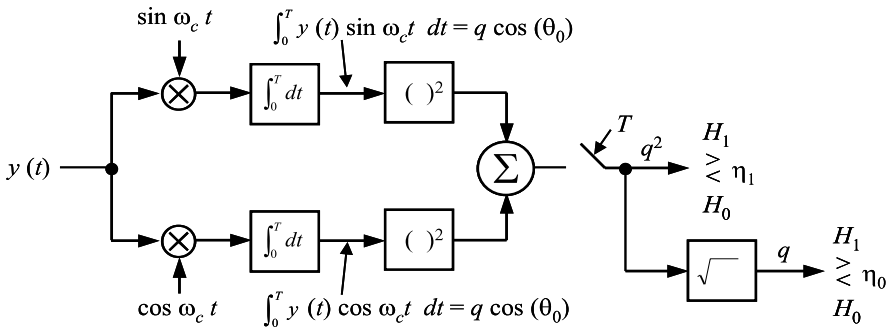 sin ω_c t
∫_0^T y (t) sin ω_c t dt = q cos (θ_0)
∫_0^T dt
( )^2
y (t)
Σ
T
q^2
H_1
>
< η_1
H_0
∫_0^T dt
( )^2
√
q
H_1
>
< η_0
H_0
cos ω_c t
∫_0^T y (t) cos ω_c t dt = q cos (θ_0)